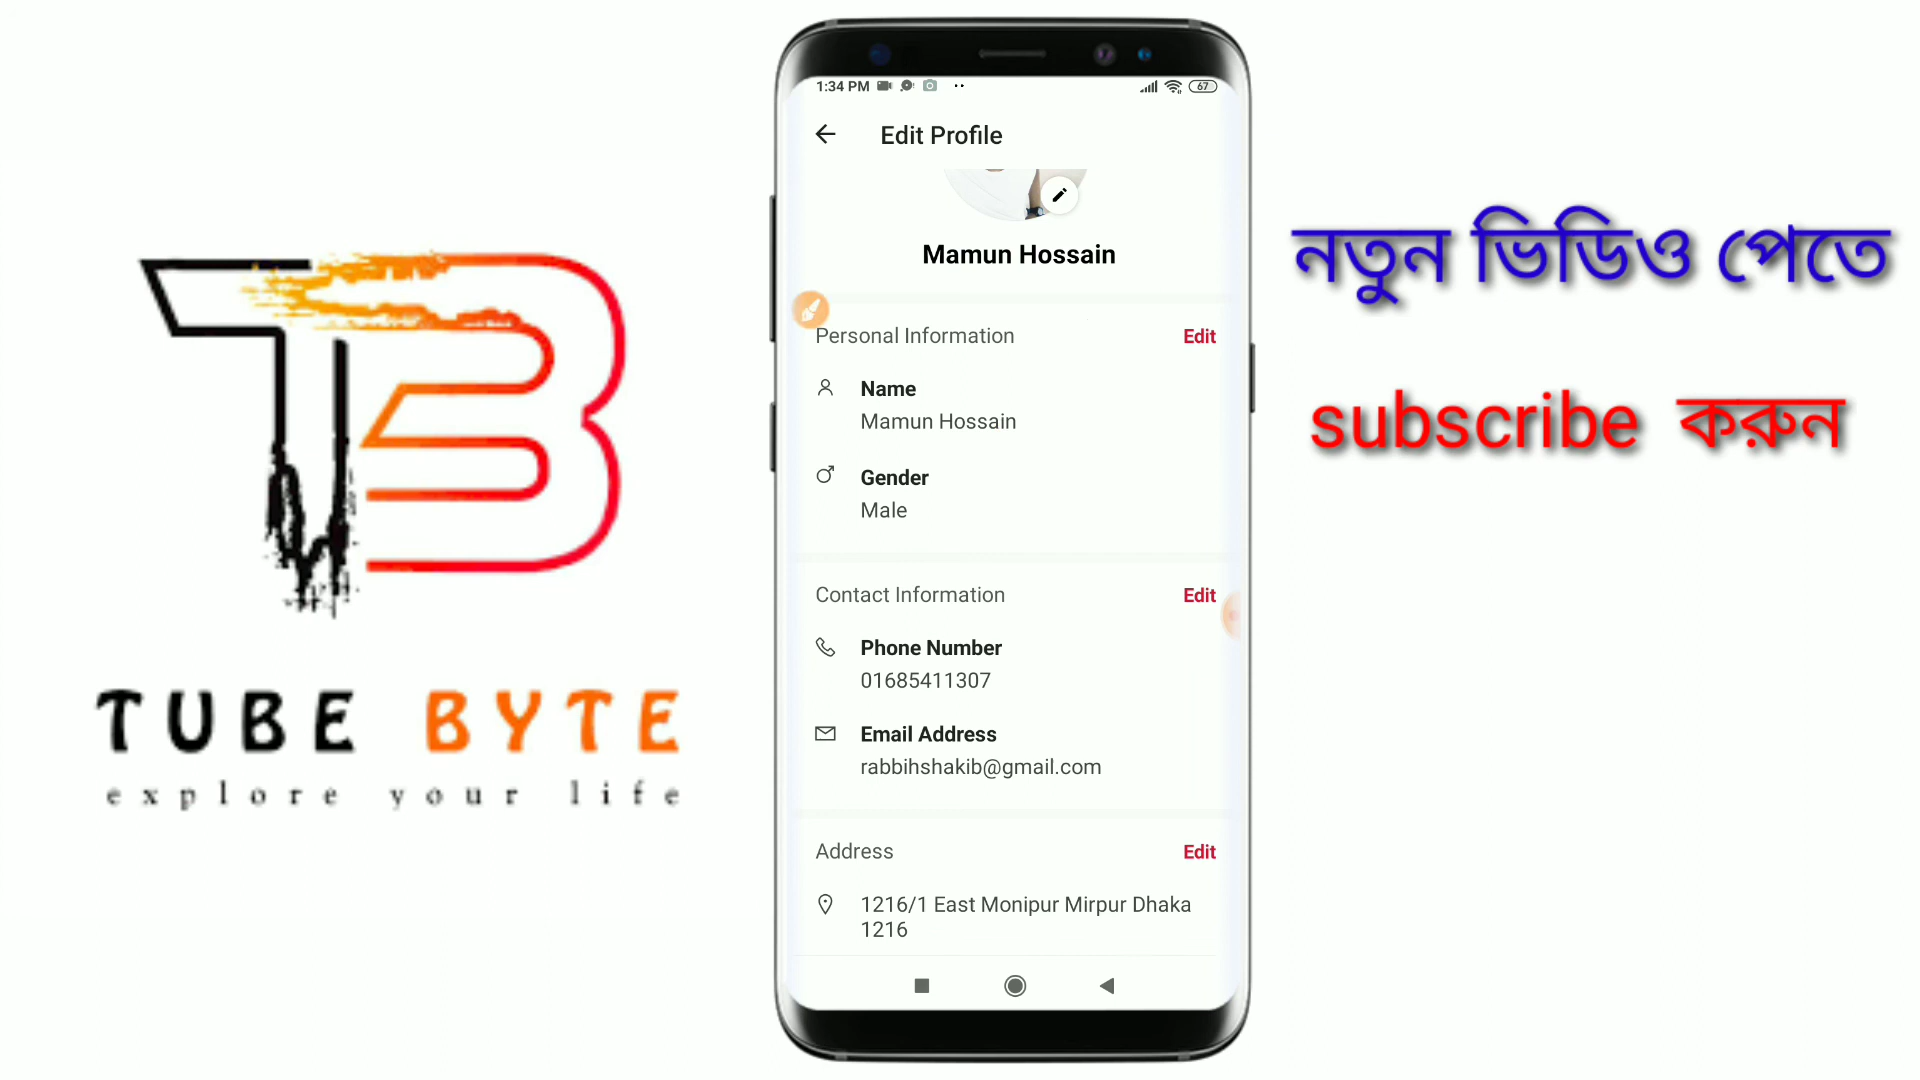 TUBE BYTE
explore your life
1:34 PM
67
Edit Profile
Mamun Hossain
Personal Information Edit
Name
Mamun Hossain
Gender
Male
Contact Information Edit
Phone Number
01685411307
Email Address
rabbihshakib@gmail.com
Address Edit
1216/1 East Monipur Mirpur Dhaka
1216
নতুন ভিডিও পেতে
subscribe করুন